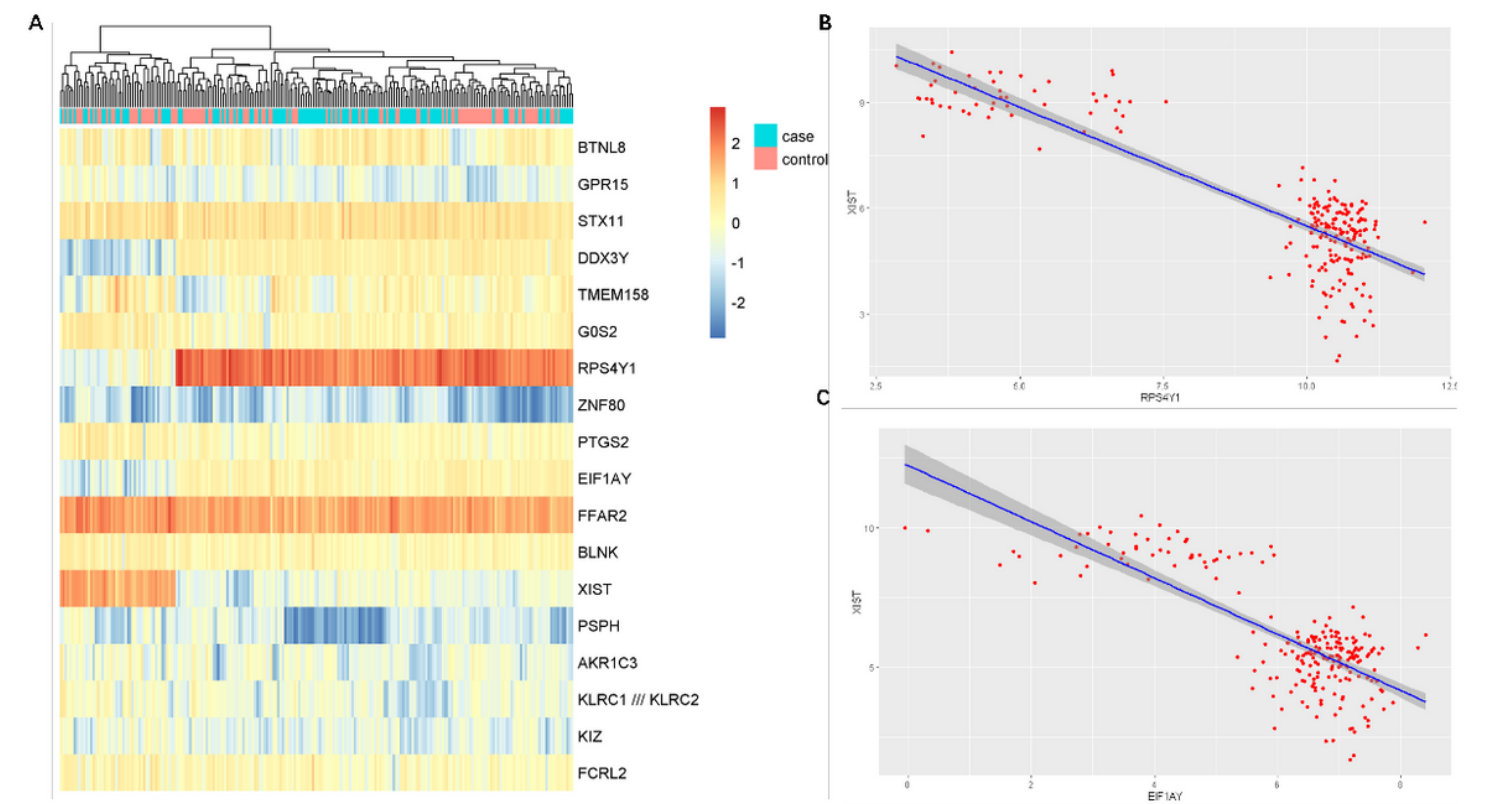 A
2
1
0
-1
-2
case
control
BTNL8
GPR15
STX11
DDX3Y
TMEM158
G0S2
RPS4Y1
ZNF80
PTGS2
EIF1AY
FFAR2
BLNK
XIST
PSPH
AKR1C3
KLRC1 /// KLRC2
KIZ
FCRL2
B
9
6
3
XIST
2.5
5.0
7.5
10.0
12.5
RPS4Y1
C
10
5
XIST
0
2
4
6
8
EIF1AY